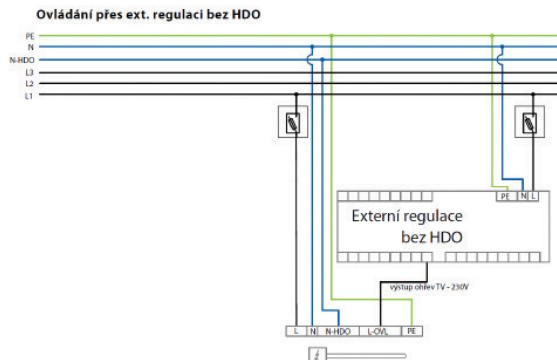 Ovládání přes ext. regulaci bez HDO
PE
N
N-HDO
L3
L2
L1
PE N L
Externí regulace
bez HDO
výstup ohřev TV - 230V
L N N-HDO L-OVL PE